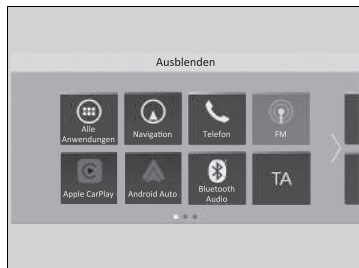 Ausblenden
Alle
Anwendungen
Navigation
Telefon
FM
Apple CarPlay
Android Auto
Bluetooth
Audio
TA